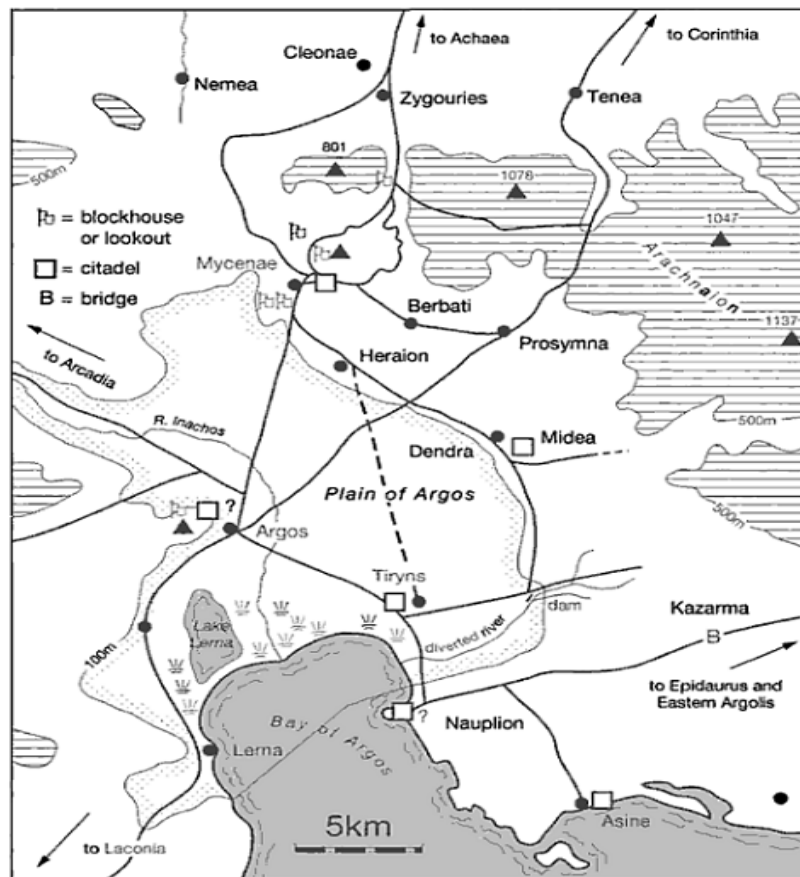 to Achaea
to Corinthia
Cleonae
Nemea
Zygouries
Tenea
801
500m
1078
= blockhouse
or lookout
1047
= citadel
B = bridge
Mycenae
Arachnaion
Berbati
1137
to Arcadia
Heraion
Prosymna
R. Inachos
500m
Dendra
Midea
Plain of Argos
500m
?
Argos
Tiryns
dam
Kazarma
Lake
Lerna
diverted river
B
100m
to Epidaurus and
Eastern Argolis
?
Nauplion
Bay of Argos
Lerna
5km
Asine
to Laconia